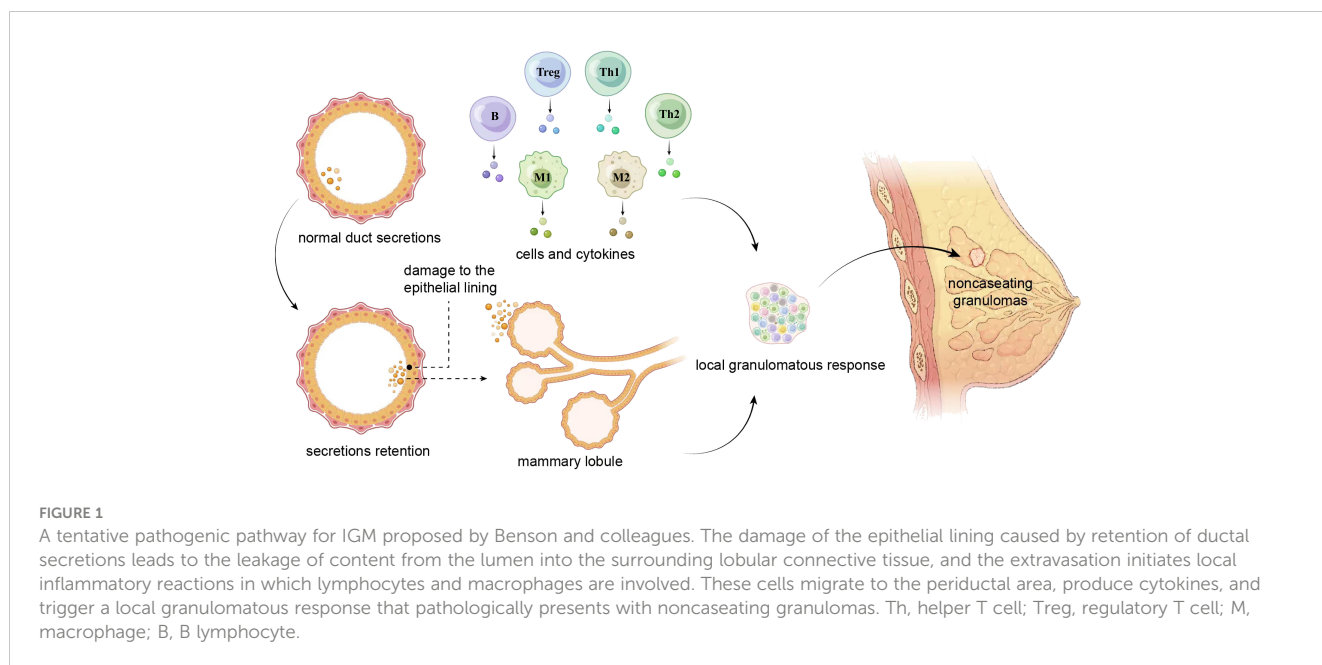 Treg
Th1
B
Th2
M1
M2
normal duct secretions
cells and cytokines
damage to the
epithelial lining
noncaseating
granulomas
local granulomatous response
secretions retention
mammary lobule
FIGURE 1
A tentative pathogenic pathway for IGM proposed by Benson and colleagues. The damage of the epithelial lining caused by retention of ductal
secretions leads to the leakage of content from the lumen into the surrounding lobular connective tissue, and the extravasation initiates local
inflammatory reactions in which lymphocytes and macrophages are involved. These cells migrate to the periductal area, produce cytokines, and
trigger a local granulomatous response that pathologically presents with noncaseating granulomas. Th, helper T cell; Treg, regulatory T cell; M,
macrophage; B, B lymphocyte.